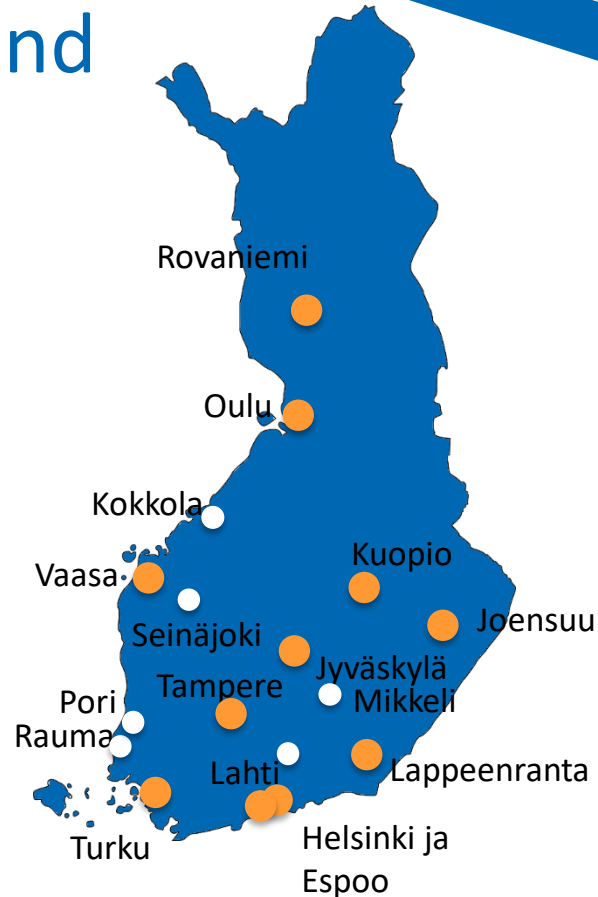 nd
Rovaniemi
Oulu
Kokkola
Vaasa
Kuopio
Seinäjoki
Joensuu
Jyväskylä
Tampere
Mikkeli
Pori
Rauma
Lahti
Lappeenranta
Turku
Helsinki ja
Espoo